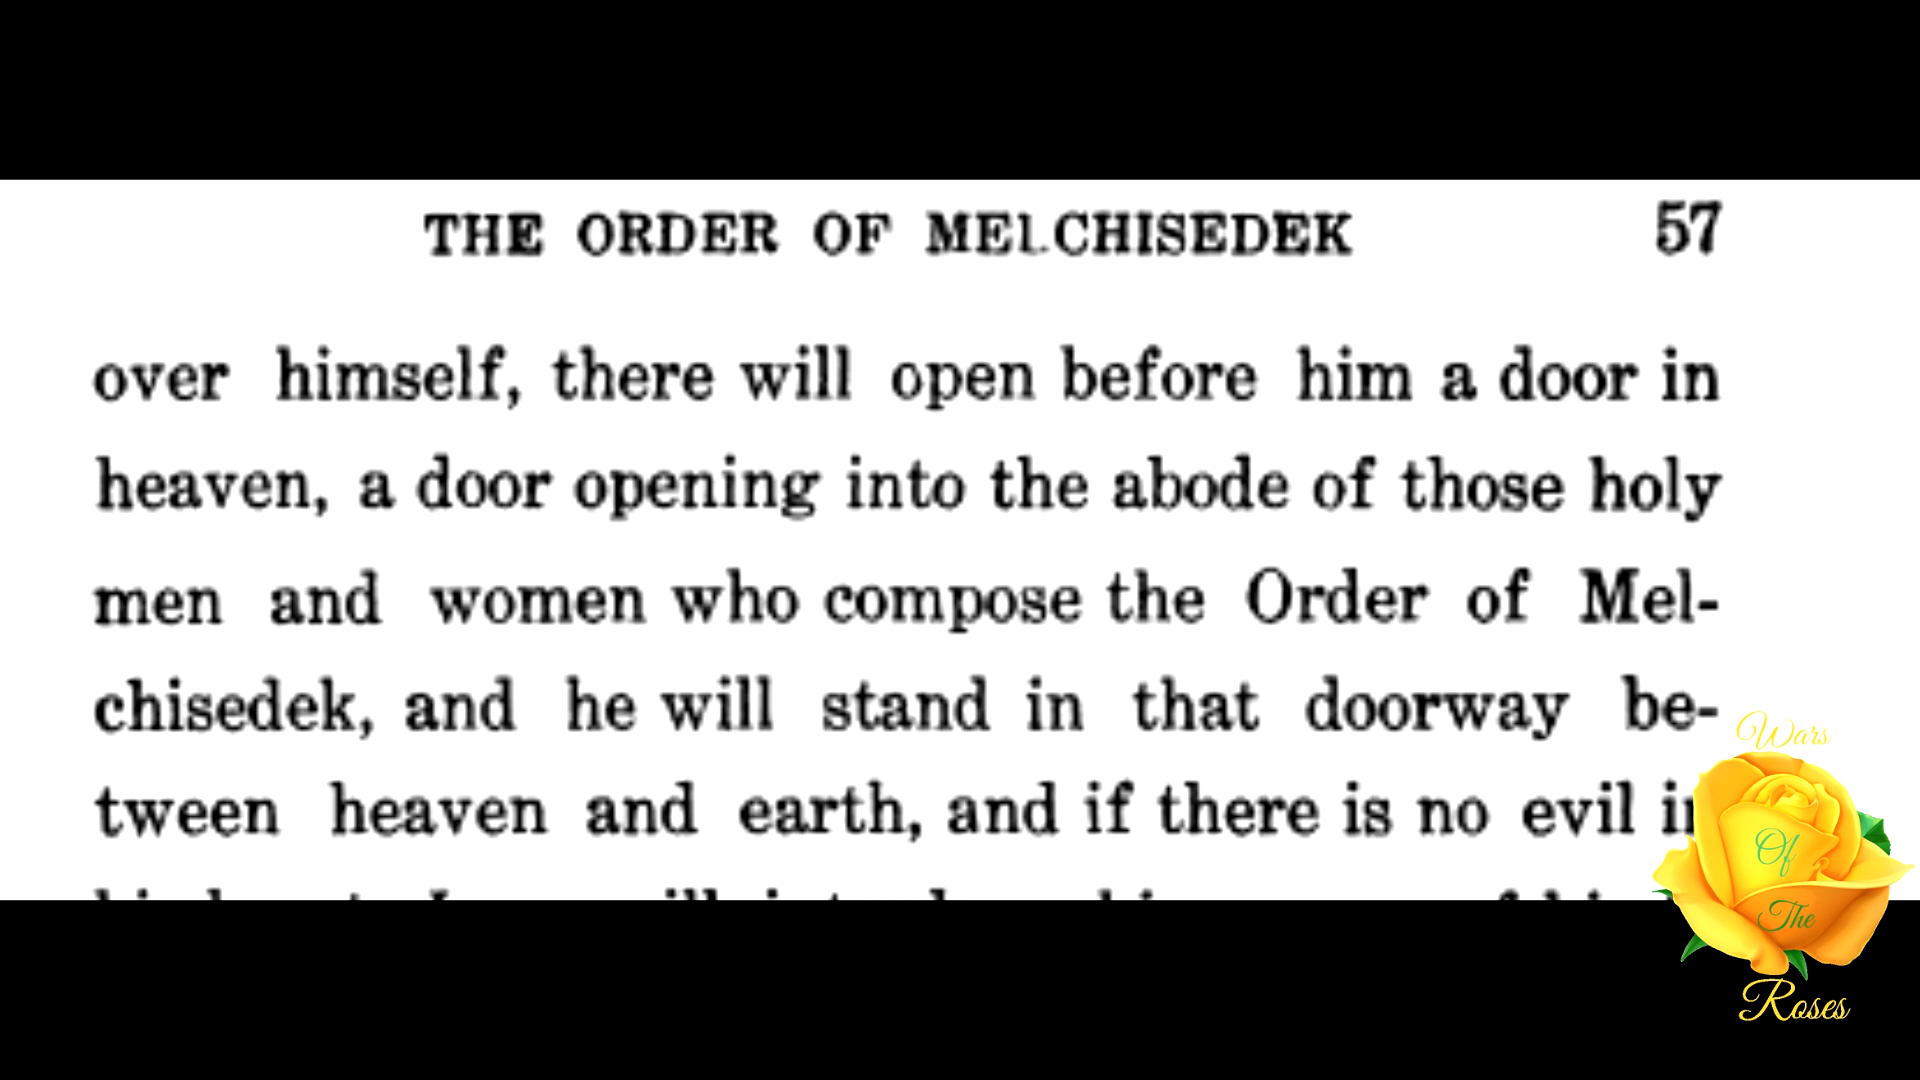 THE ORDER OF MELCHISEDEK 57
over himself, there will open before him a door in
heaven, a door opening into the abode of those holy
men and women who compose the Order of Mel-
chisedek, and he will stand in that doorway be-
tween heaven and earth, and if there is no evil in
Wars
Of
The
Roses